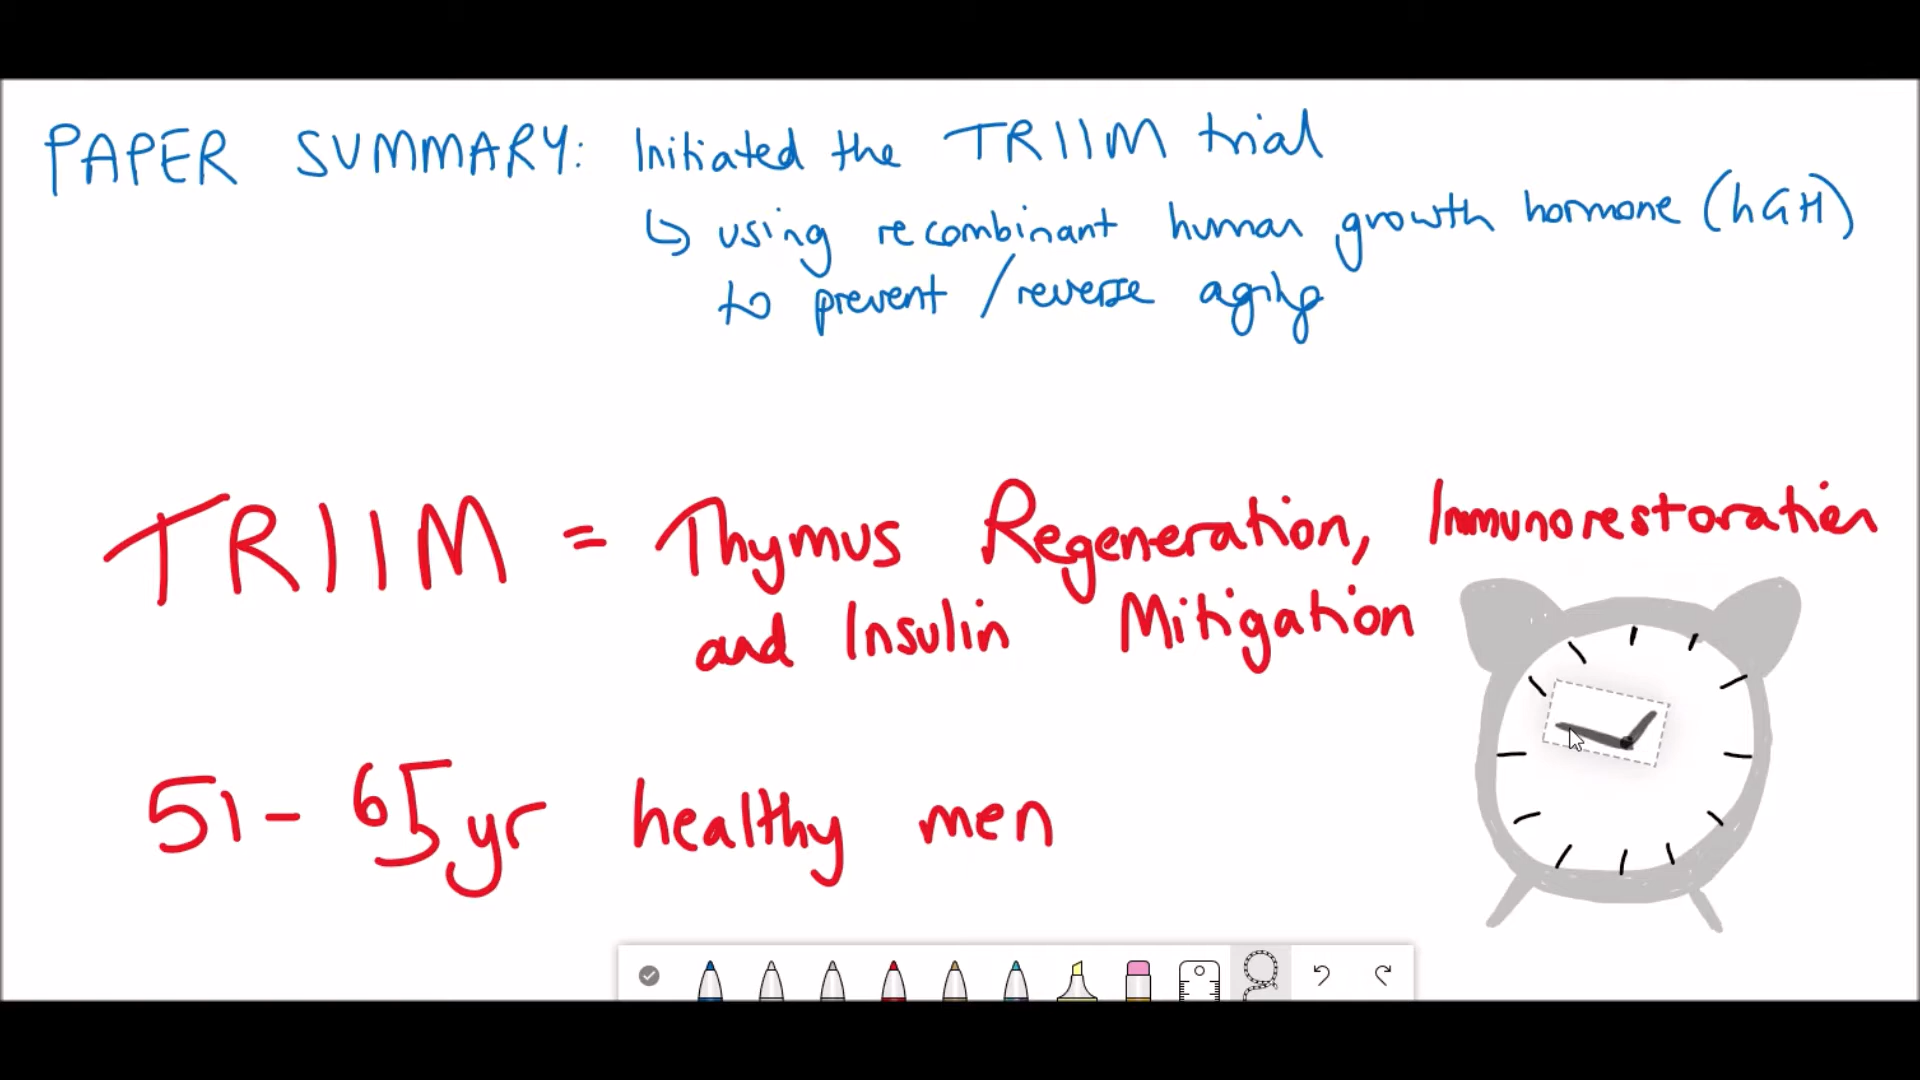 PAPER SUMMARY: Initiated the TRIIM trial
↳ using recombinant human growth hormone (hGH)
to prevent / reverse aging
TRIIM = Thymus Regeneration, Immunorestoration
and Insulin Mitigation
51 - 65 yr healthy men